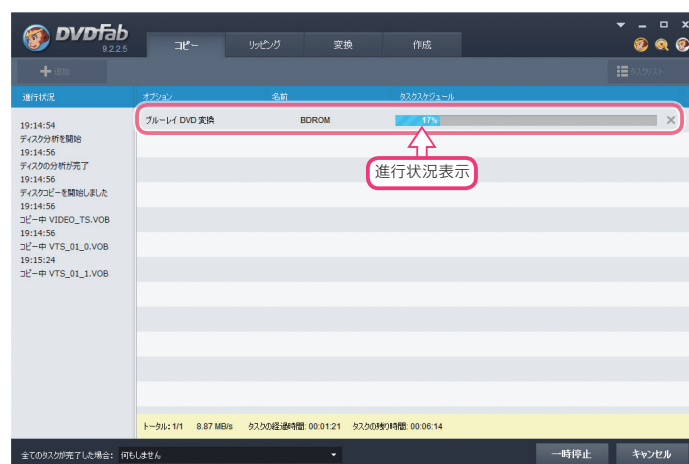 DVDFab
9.2.2.5
コピー リッピング 変換 作成
追加 タスクリスト
進行状況 オプション 名前 タスクスケジュール
19:14:54
ディスク分析を開始
19:14:56
ディスクの分析が完了
19:14:56
ディスクコピーを開始しました
19:14:56
コピー中 VIDEO_TS.VOB
19:14:56
コピー中 VTS_01_0.VOB
19:15:24
コピー中 VTS_01_1.VOB
ブルーレイ DVD 変換 BDROM 17%
進行状況表示
トータル: 1/1 8.87 MB/s タスクの経過時間: 00:01:21 タスクの残り時間: 00:06:14
全てのタスクが完了した場合: 何もしません 一時停止 キャンセル